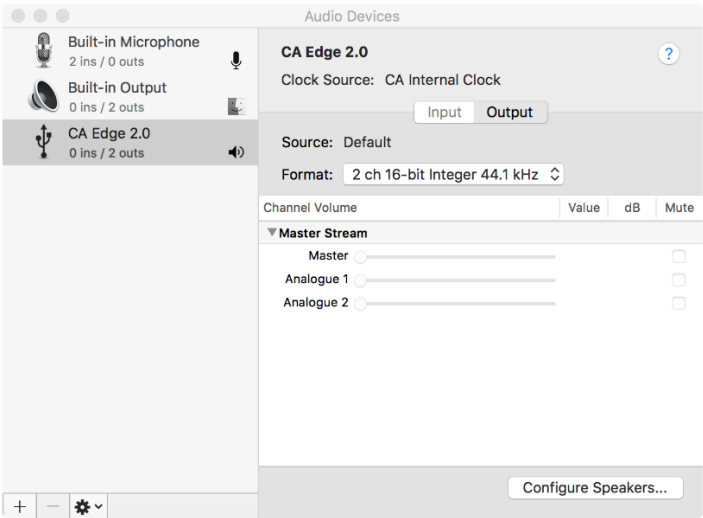 Audio Devices
Built-in Microphone
2 ins / 0 outs
Built-in Output
0 ins / 2 outs
CA Edge 2.0
0 ins / 2 outs
CA Edge 2.0
?
Clock Source: CA Internal Clock
Input Output
Source: Default
Format: 2 ch 16-bit Integer 44.1 kHz
Channel Volume Value dB Mute
Master Stream
Master
Analogue 1
Analogue 2
Configure Speakers...